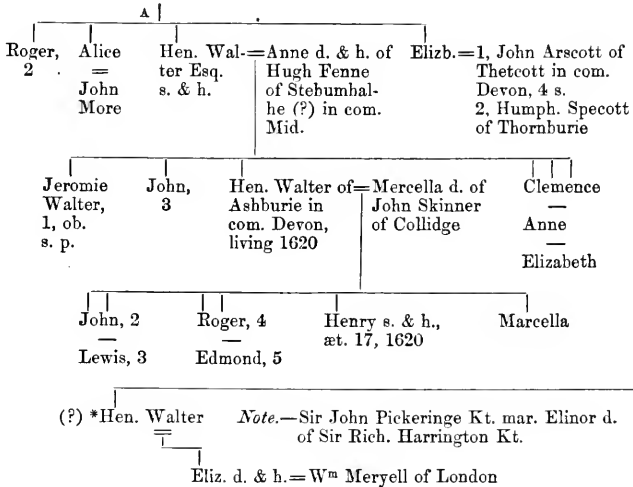 A
Roger,
2
Alice
=
John
More
Hen. Wal-
ter Esq.
s. & h.
=Anne d. & h. of
Hugh Fenne
of Stebumhal-
he (?) in com.
Mid.
Elizb.=1, John Arscott of
Thetcott in com.
Devon, 4 s.
2, Humph. Specott
of Thornburie
Jeromie
Walter,
1, ob.
s. p.
John,
3
Hen. Walter of
Ashburie in
com. Devon,
living 1620
=Mercella d. of
John Skinner
of Collidge
Clemence
—
Anne
—
Elizabeth
John, 2
—
Lewis, 3
Roger, 4
—
Edmond, 5
Henry s. & h.,
æt. 17, 1620
Marcella
(?) *Hen. Walter
=
Note.—Sir John Pickeringe Kt. mar. Elinor d.
of Sir Rich. Harrington Kt.
Eliz. d. & h.=Wm Meryell of London